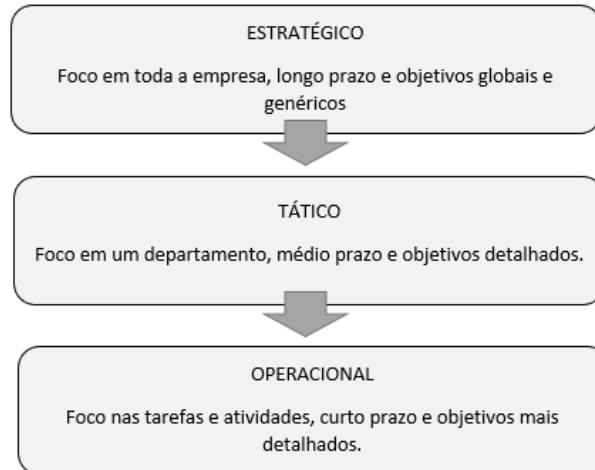 ESTRATÉGICO
Foco em toda a empresa, longo prazo e objetivos globais e
genéricos
TÁTICO
Foco em um departamento, médio prazo e objetivos detalhados.
OPERACIONAL
Foco nas tarefas e atividades, curto prazo e objetivos mais
detalhados.